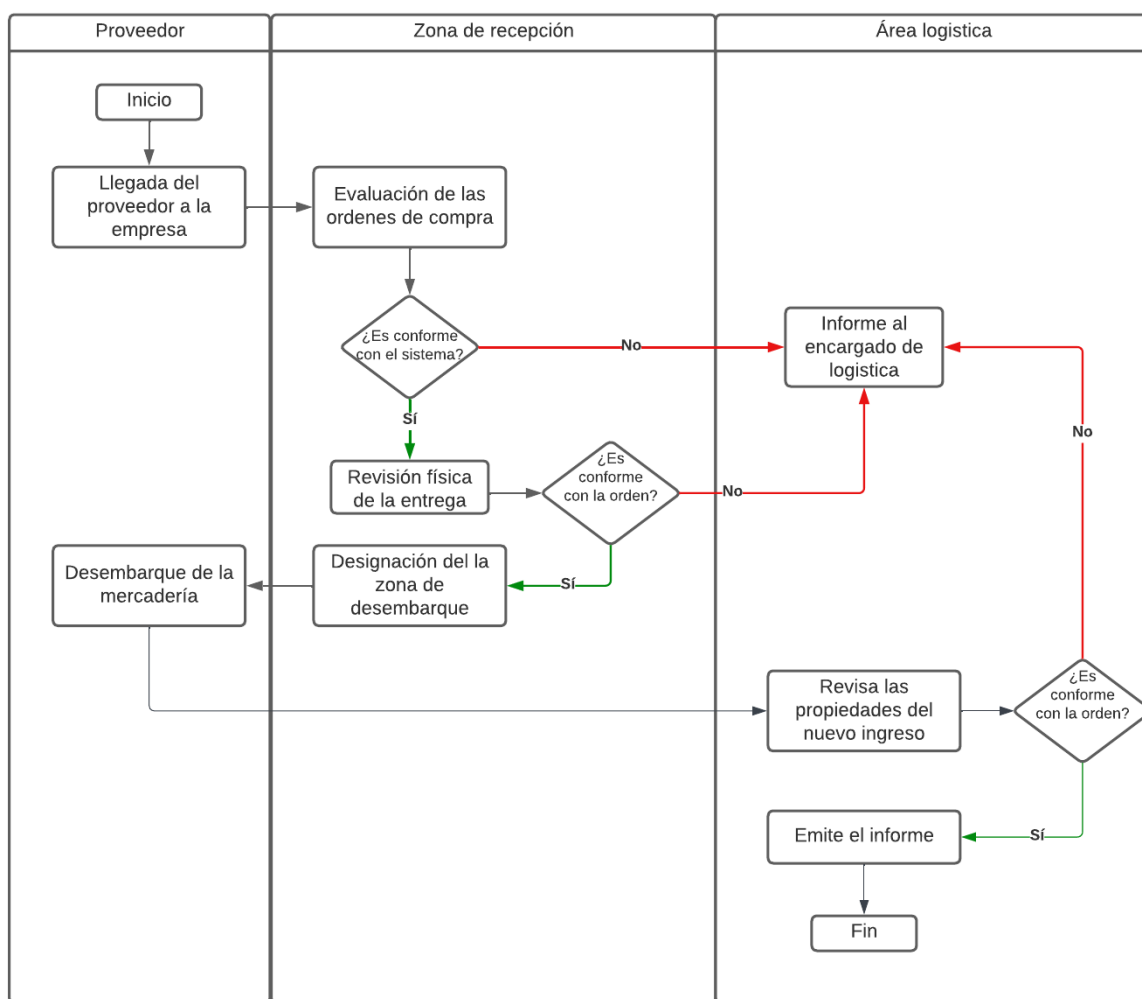 Proveedor
Zona de recepción
Área logistica
Inicio
Llegada del
proveedor a la
empresa
Evaluación de las
ordenes de compra
¿Es conforme
con el sistema?
No
Informe al
encargado de
logistica
Sí
No
Revisión física
de la entrega
¿Es
conforme
con la orden?
No
Desembarque de la
mercadería
Designación del la
zona de
desembarque
Sí
Revisa las
propiedades del
nuevo ingreso
¿Es
conforme
con la orden?
Emite el informe
Sí
Fin